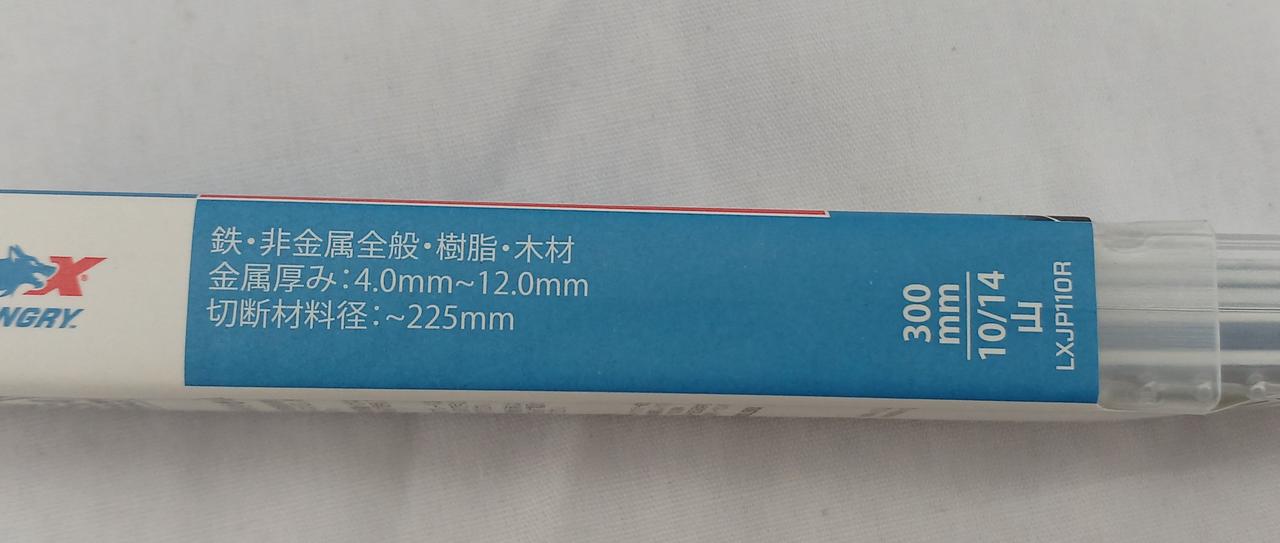 鉄・非金属全般・樹脂・木材
金属厚み：4.0mm~12.0mm
切断材料径：~225mm
X
NGRY
300
mm
10/14
山
LXJP110R